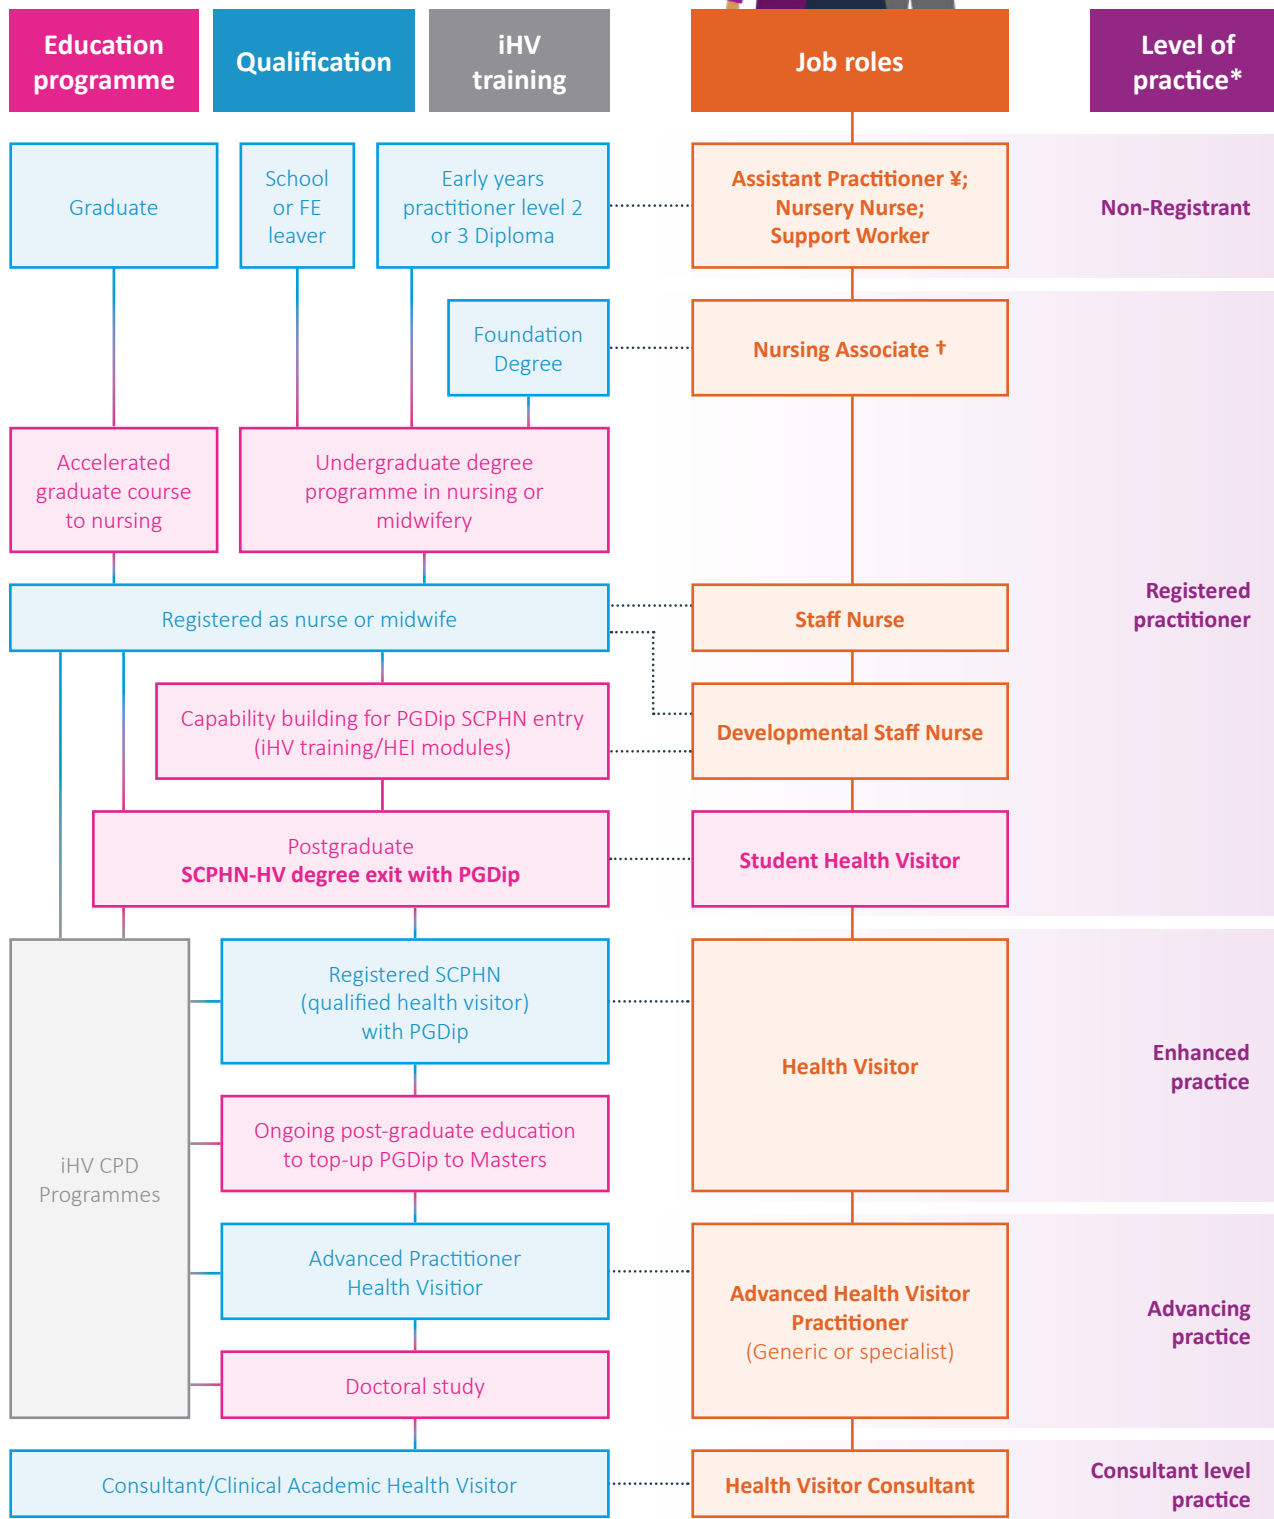 Education
programme
Qualification
iHV
training
Job roles
Level of
practice*
Graduate
School
or FE
leaver
Early years
practitioner level 2
or 3 Diploma
Assistant Practitioner ¥;
Nursery Nurse;
Support Worker
Non-Registrant
Foundation
Degree
Nursing Associate †
Accelerated
graduate course
to nursing
Undergraduate degree
programme in nursing or
midwifery
Registered as nurse or midwife
Staff Nurse
Registered
practitioner
Capability building for PGDip SCPHN entry
(iHV training/HEI modules)
Developmental Staff Nurse
Postgraduate
SCPHN-HV degree exit with PGDip
Student Health Visitor
Registered SCPHN
(qualified health visitor)
with PGDip
Health Visitor
Enhanced
practice
Ongoing post-graduate education
to top-up PGDip to Masters
iHV CPD
Programmes
Advanced Practitioner
Health Visitior
Advanced Health Visitor
Practitioner
(Generic or specialist)
Advancing
practice
Doctoral study
Consultant/Clinical Academic Health Visitor
Health Visitor Consultant
Consultant level
practice